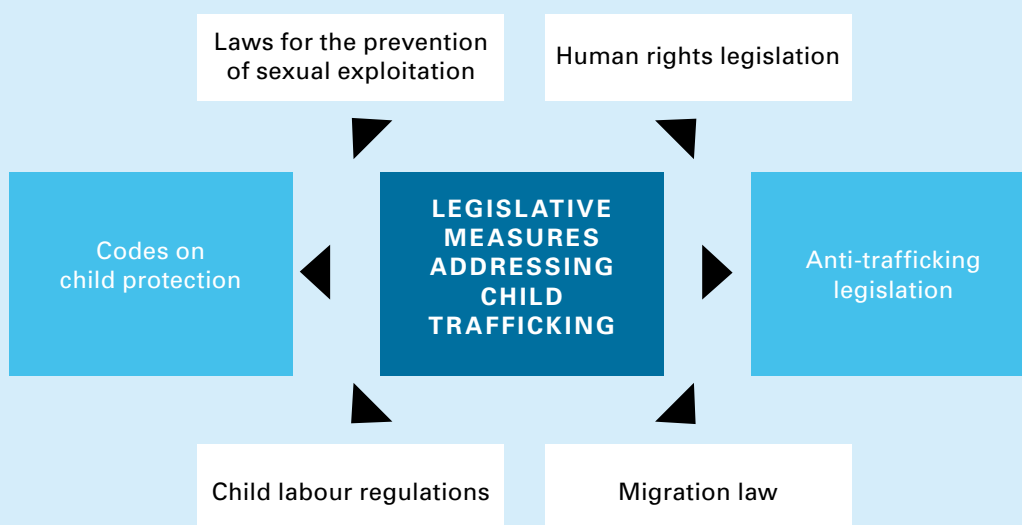 Laws for the prevention
of sexual exploitation
Human rights legislation
Codes on
child protection
LEGISLATIVE
MEASURES
ADDRESSING
CHILD
TRAFFICKING
Anti-trafficking
legislation
Child labour regulations
Migration law